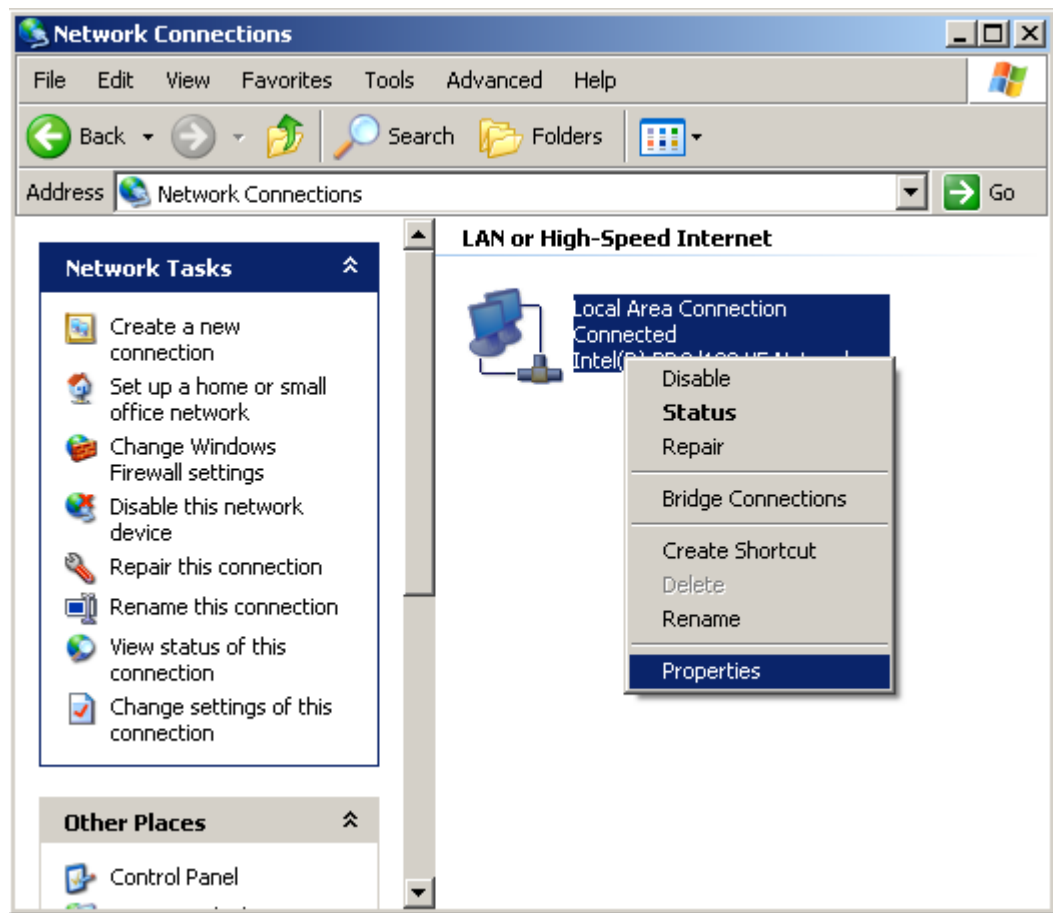 Network Connections
File Edit View Favorites Tools Advanced Help
Back Search Folders
Address Network Connections Go
Network Tasks
Create a new
connection
Set up a home or small
office network
Change Windows
Firewall settings
Disable this network
device
Repair this connection
Rename this connection
View status of this
connection
Change settings of this
connection
Other Places
Control Panel
LAN or High-Speed Internet
Local Area Connection
Connected
Intel(R)
Disable
Status
Repair
Bridge Connections
Create Shortcut
Delete
Rename
Properties